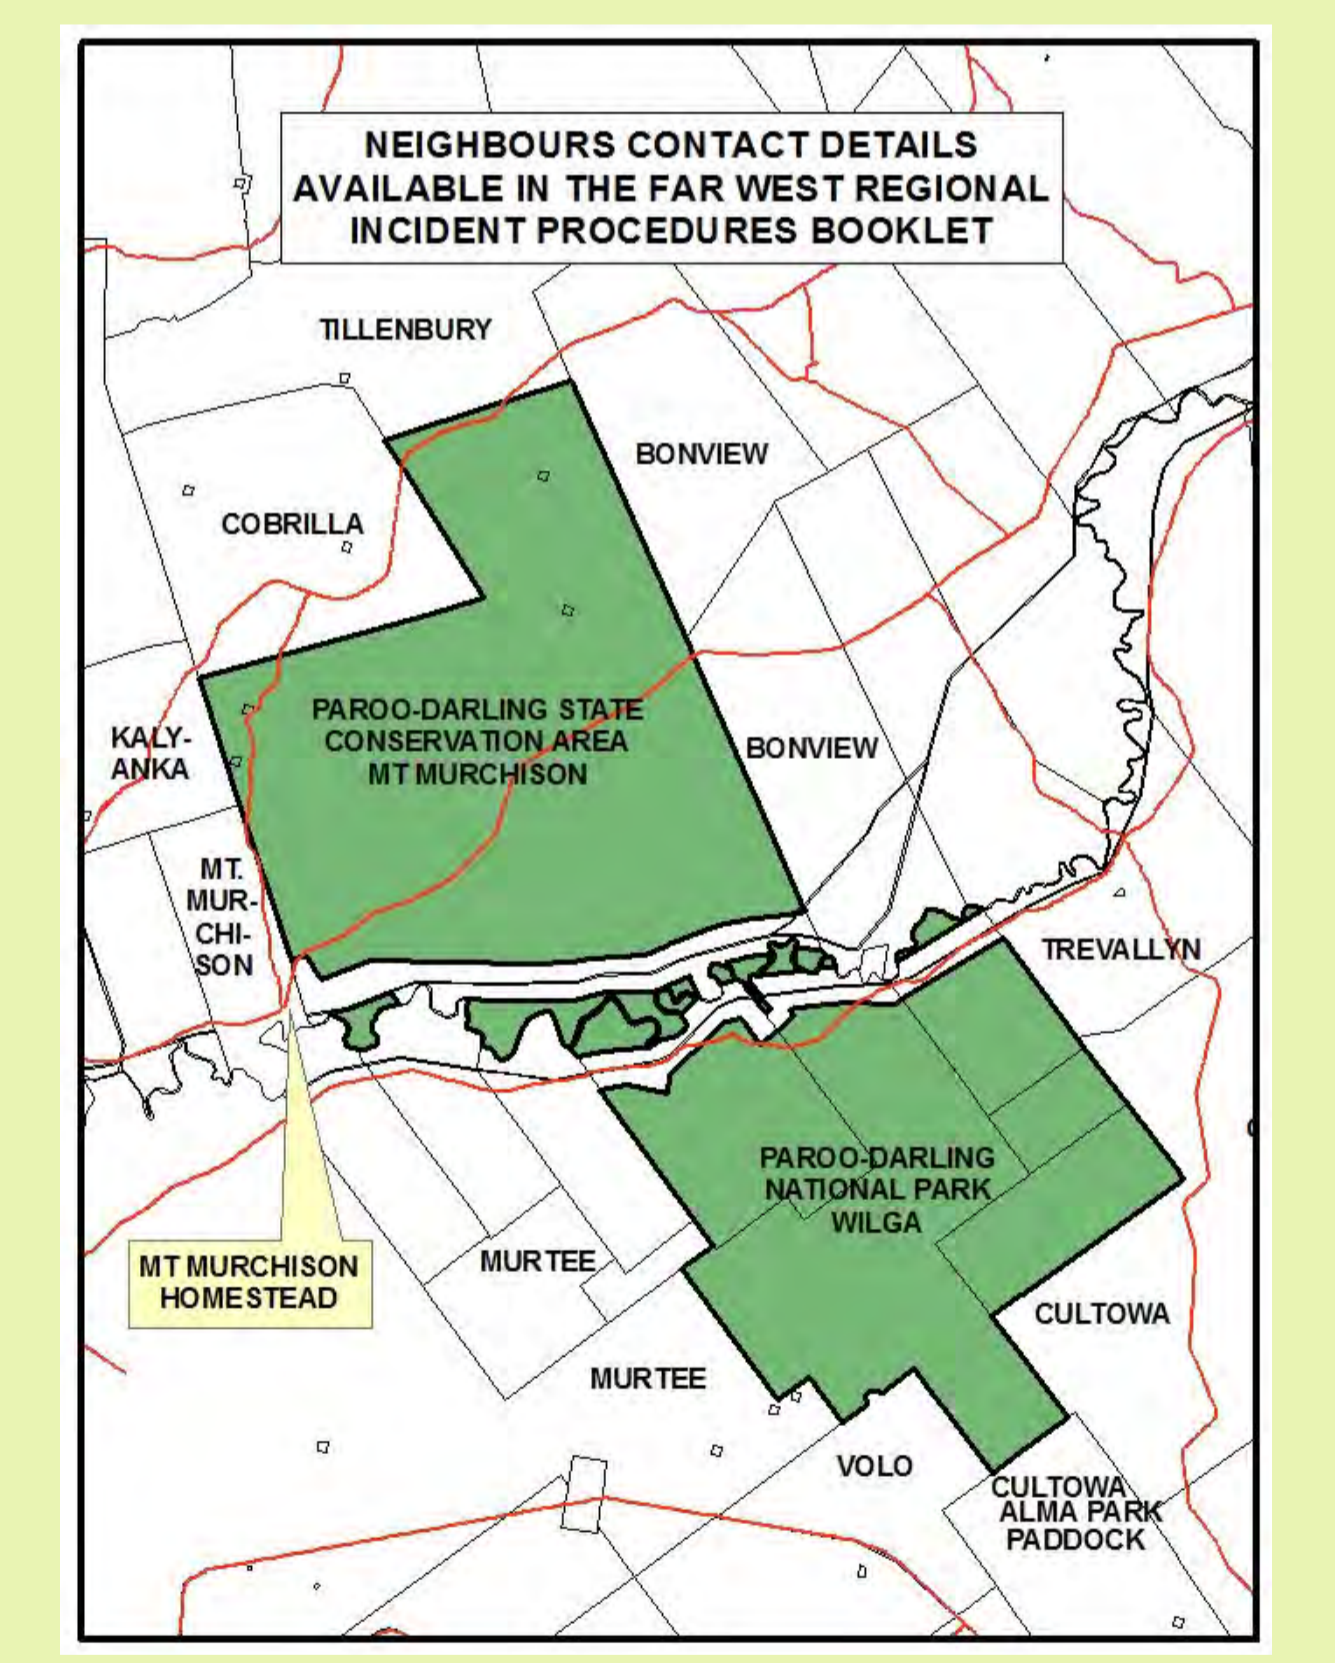 NEIGHBOURS CONTACT DETAILS
AVAILABLE IN THE FAR WEST REGIONAL
INCIDENT PROCEDURES BOOKLET
TILLENBURY
BONVIEW
COBRILLA
PAROO-DARLING STATE
CONSERVATION AREA
MT MURCHISON
KALY-
ANKA
BONVIEW
MT.
MUR-
CHI-
SON
TREVALLYN
PAROO-DARLING
NATIONAL PARK
WILGA
MURTEE
MT MURCHISON
HOMESTEAD
CULTOWA
MURTEE
VOLO
CULTOWA
ALMA PARK
PADDOCK